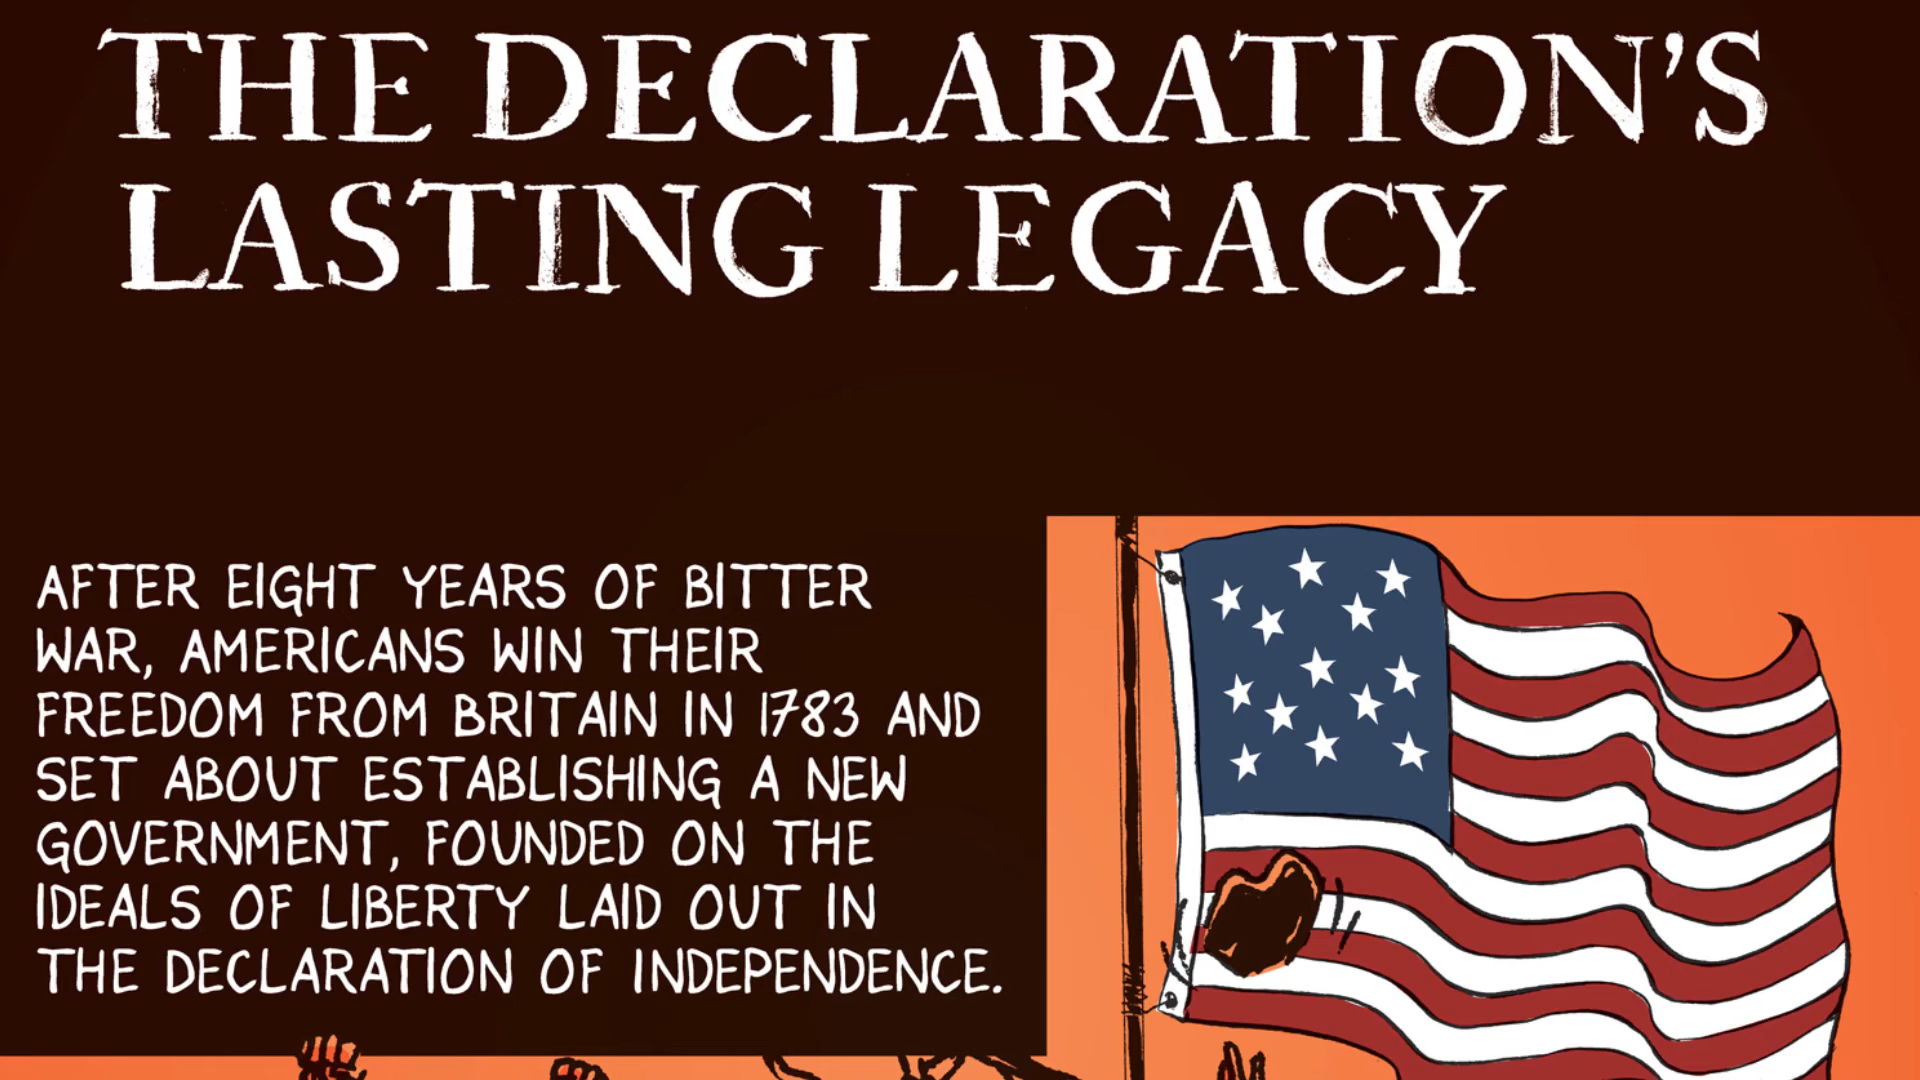 THE DECLARATION'S
LASTING LEGACY
AFTER EIGHT YEARS OF BITTER
WAR, AMERICANS WIN THEIR
FREEDOM FROM BRITAIN IN 1783 AND
SET ABOUT ESTABLISHING A NEW
GOVERNMENT, FOUNDED ON THE
IDEALS OF LIBERTY LAID OUT IN
THE DECLARATION OF INDEPENDENCE.